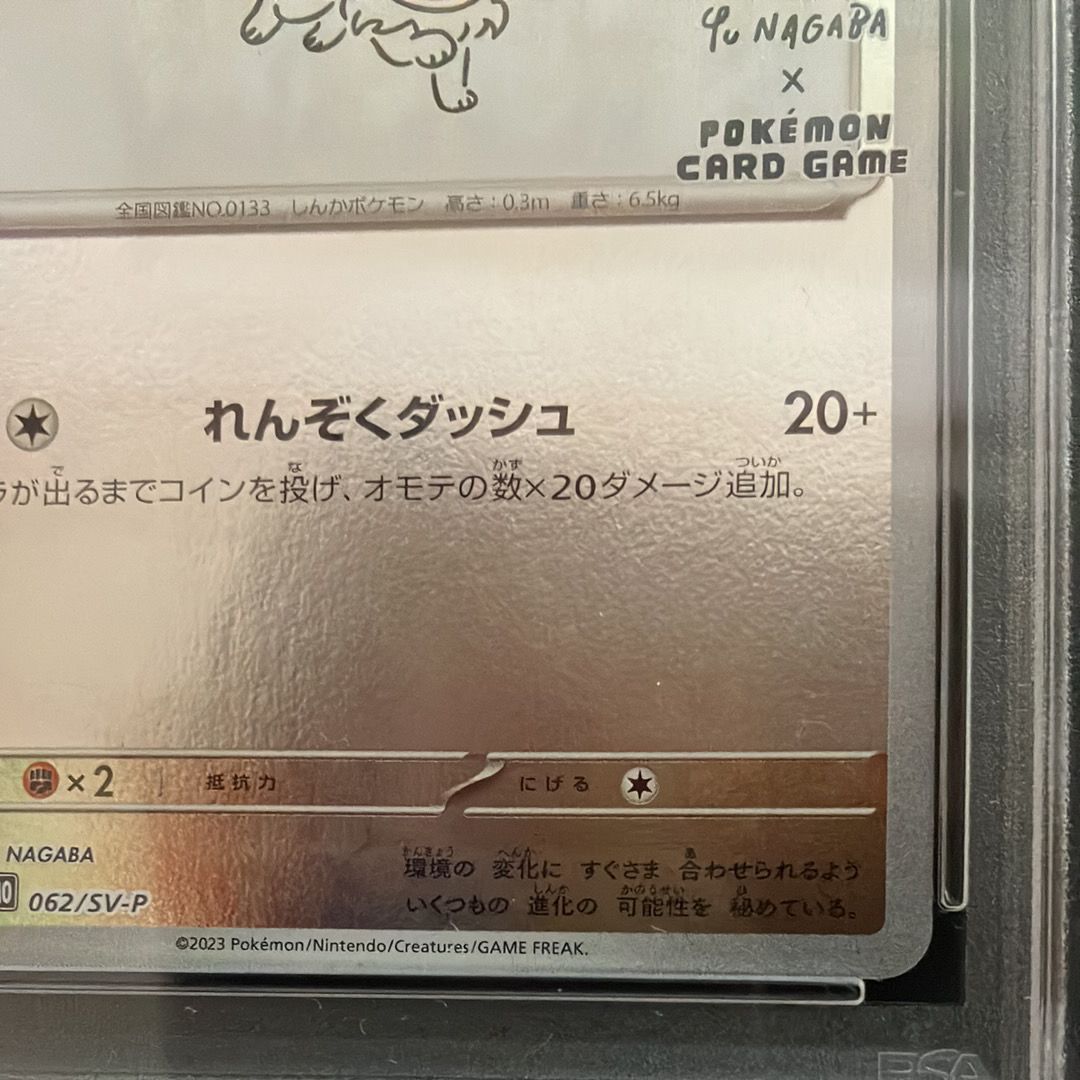 Yu NAGABA
×
POKÉMON
CARD GAME
全国図鑑NO.0133 しんかポケモン 高さ:0.3m 重さ:6.5kg
れんぞくダッシュ 20+
が出るまでコインを投げ、オモテの数×20ダメージ追加。
×2 抵抗力 にげる
NAGABA
062/SV-P
環境の 変化に すぐさま 合わせられるよう
いくつもの 進化の 可能性を 秘めている。
©2023 Pokémon/Nintendo/Creatures/GAME FREAK.
PSA